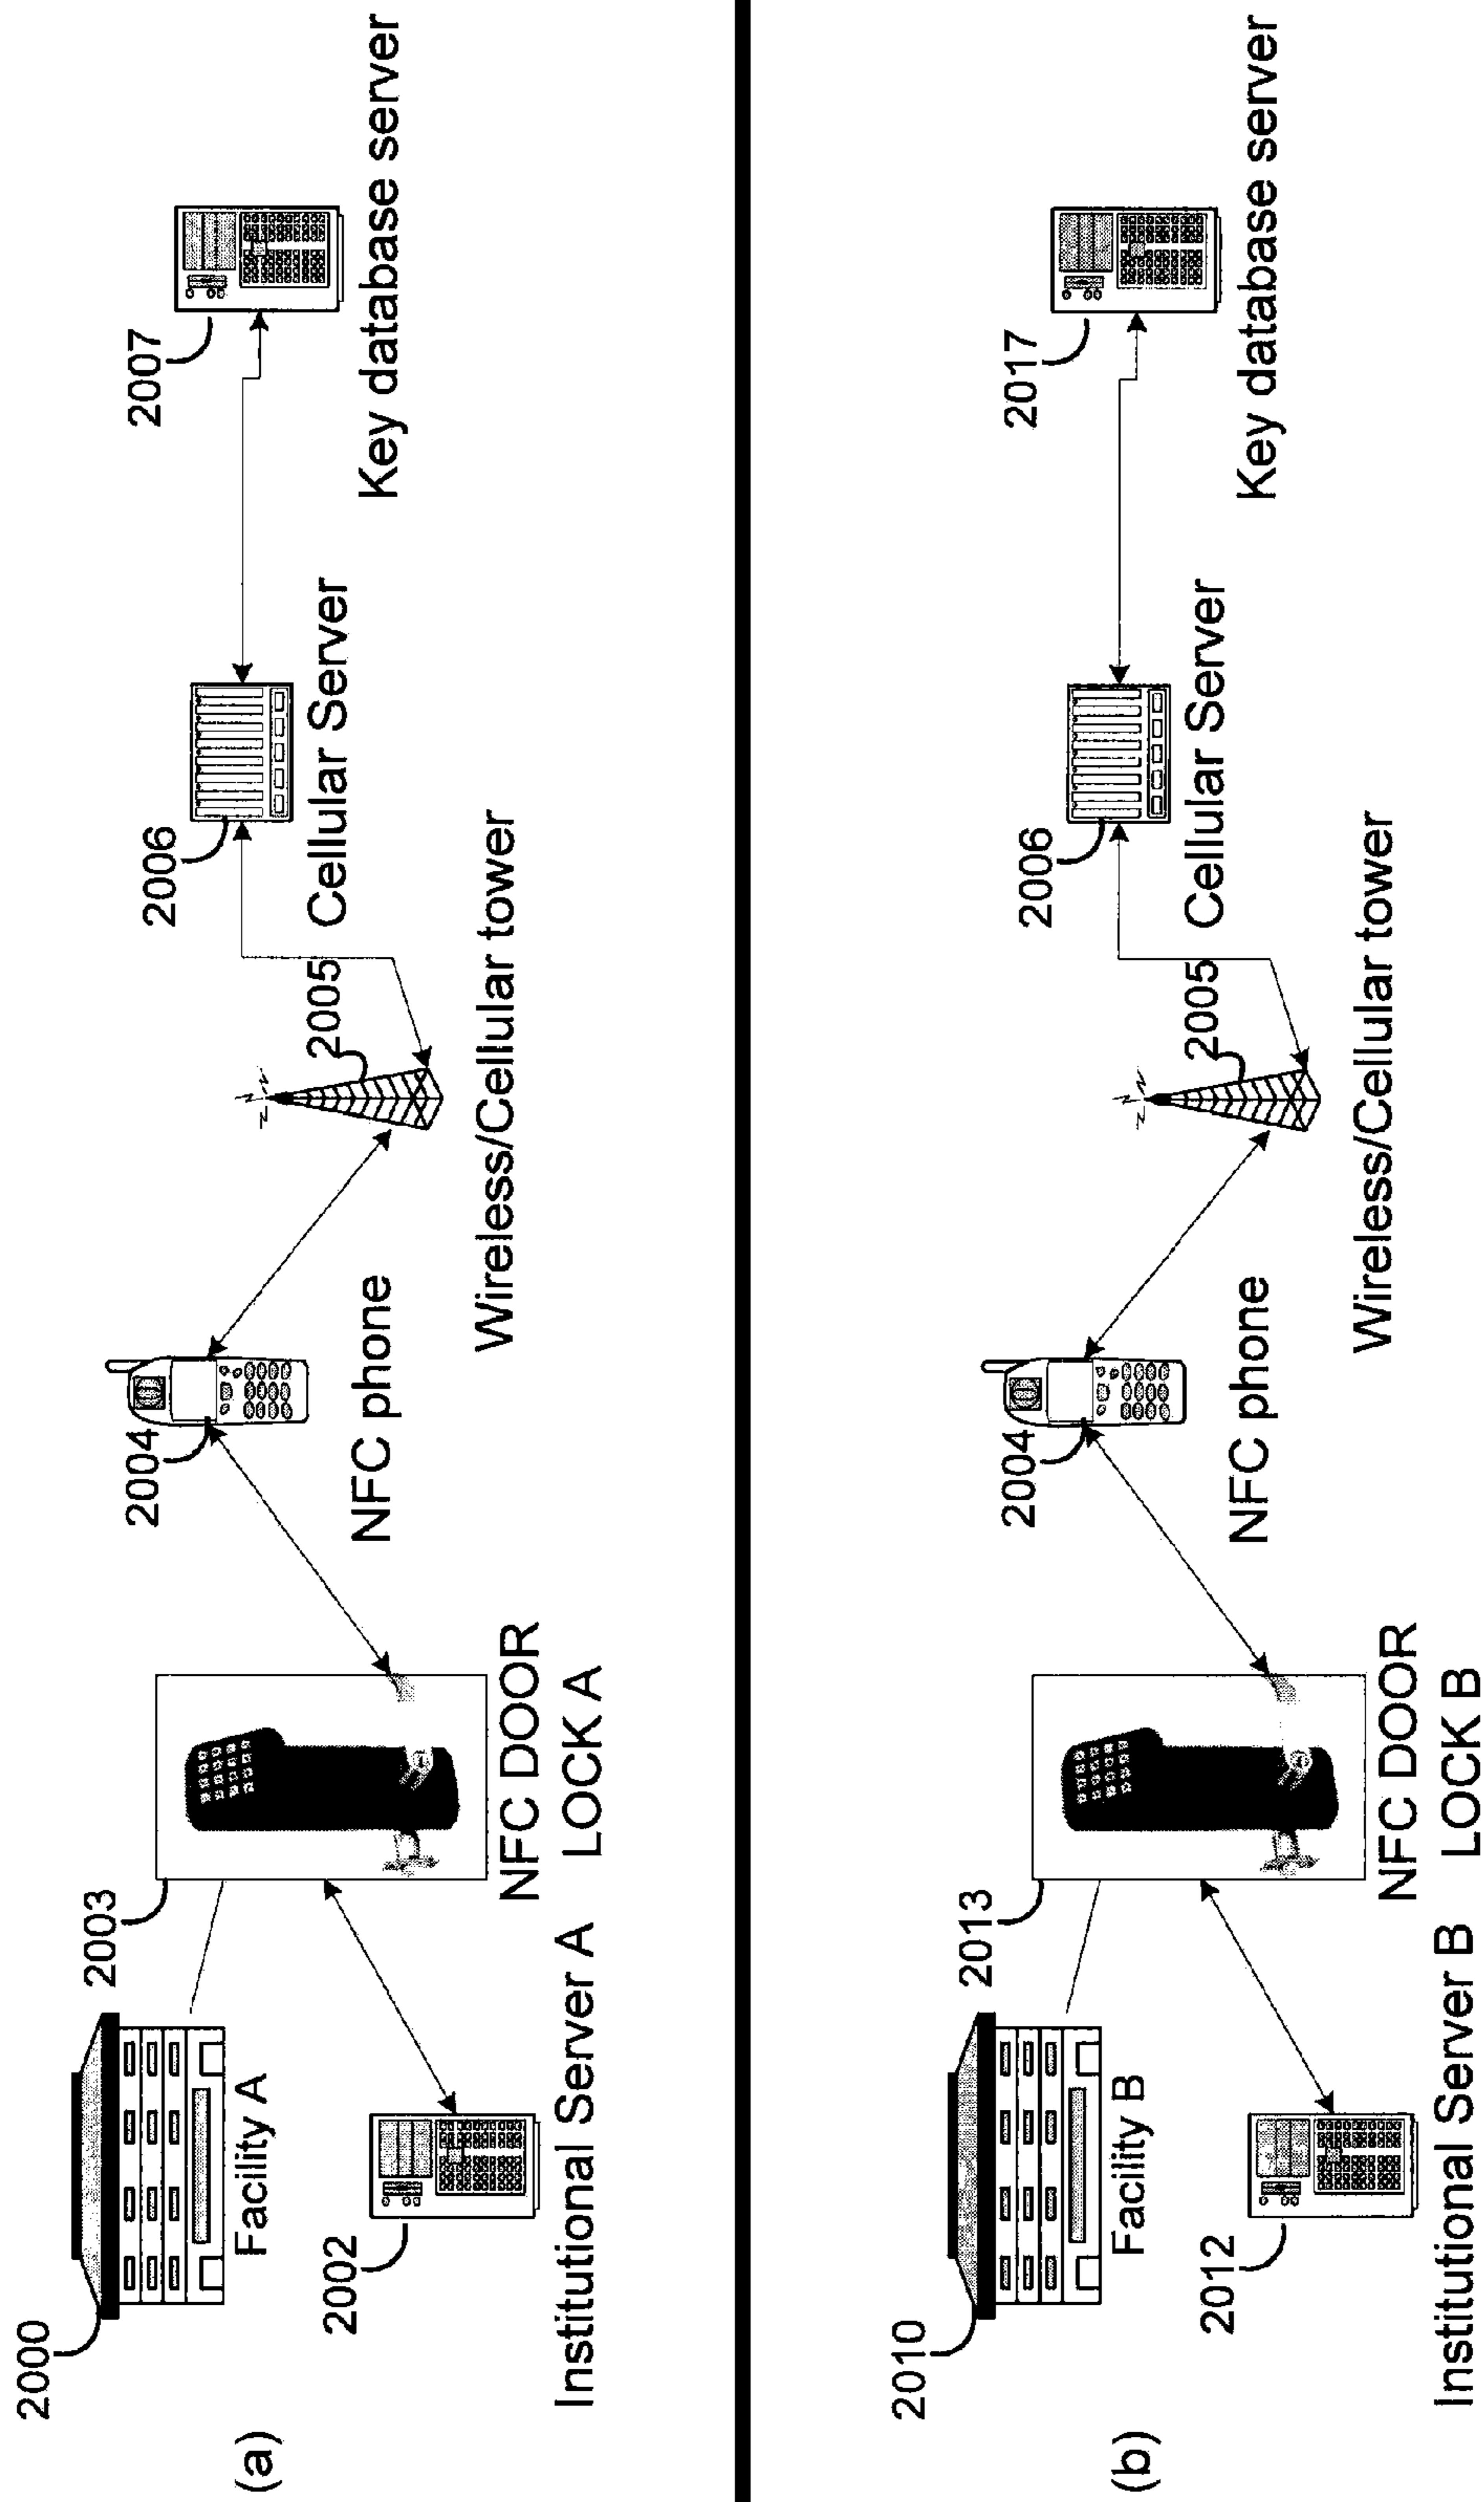 (a)
2000
Facility A
2002
Institutional Server A
2003
NFC DOOR
LOCK A
2004
NFC phone
2005
Wireless/Cellular tower
2006
Cellular Server
2007
Key database server
(b)
2010
Facility B
2012
Institutional Server B
2013
NFC DOOR
LOCK B
2004
NFC phone
2005
Wireless/Cellular tower
2006
Cellular Server
2017
Key database server